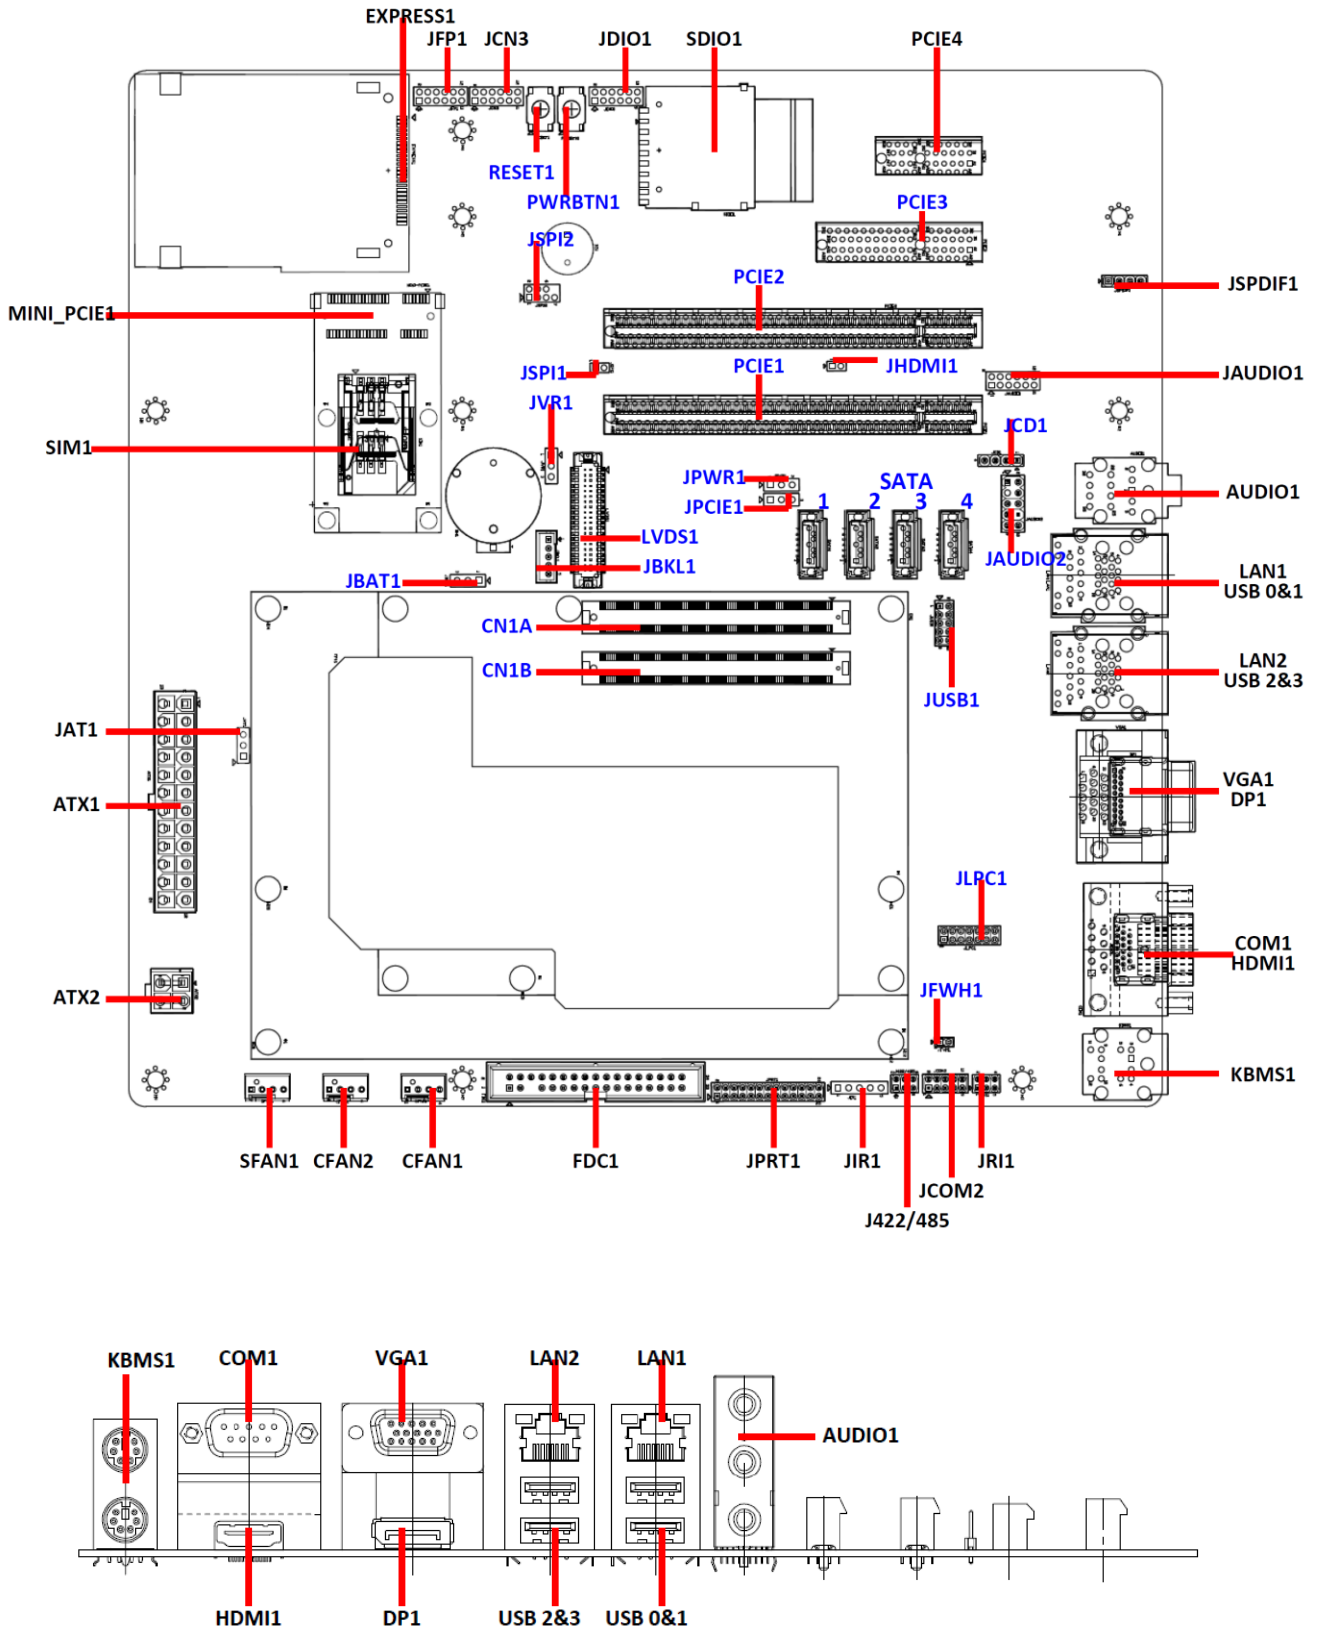 EXPRESS1
JFP1 JCN3 JDIO1 SDIO1 PCIE4
RESET1
PWRBTN1 PCIE3
JSPI2
PCIE2 JSPDIF1
MINI_PCIE1
JSPI1 PCIE1 JHDMI1 JAUDIO1
JVR1
JCD1
SIM1
JPWR1 SATA
JPCIE1 1 2 3 4 AUDIO1
LVDS1
JBKL1 JAUDIO2 LAN1
USB 0&1
JBAT1
CN1A
CN1B LAN2
USB 2&3
JUSB1
JAT1
ATX1 VGA1
DP1
JLPC1
COM1
HDMI1
ATX2 JFWH1
KBMS1
SFAN1 CFAN2 CFAN1 FDC1 JPRT1 JIR1 JRI1
JCOM2
J422/485
KBMS1 COM1 VGA1 LAN2 LAN1
AUDIO1
HDMI1 DP1 USB 2&3 USB 0&1